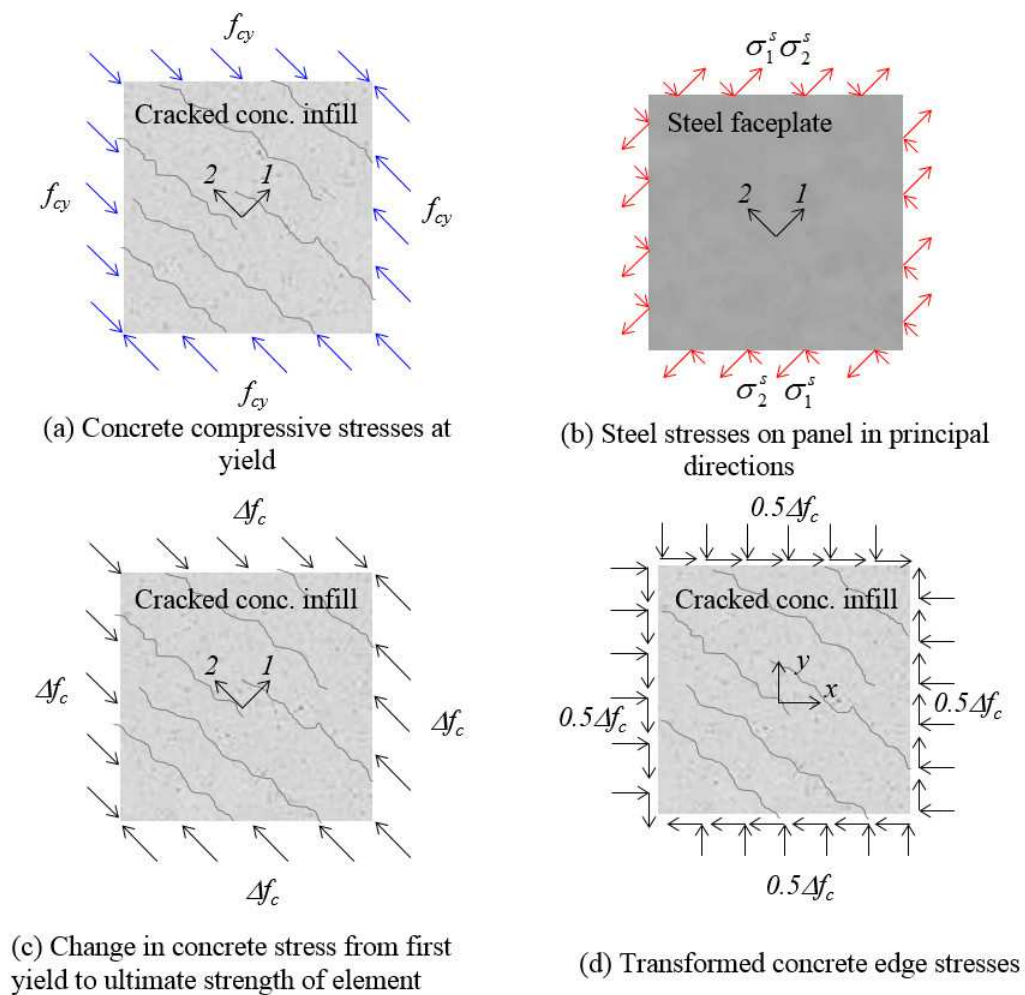 f_cy
Cracked conc. infill
2 1
f_cy
f_cy
f_cy
(a) Concrete compressive stresses at
yield
σ_1^s σ_2^s
Steel faceplate
2 1
σ_2^s σ_1^s
(b) Steel stresses on panel in principal
directions
Δf_c
Cracked conc. infill
2 1
Δf_c
Δf_c
Δf_c
(c) Change in concrete stress from first
yield to ultimate strength of element
0.5Δf_c
Cracked conc. infill
y
x
0.5Δf_c
0.5Δf_c
0.5Δf_c
(d) Transformed concrete edge stresses